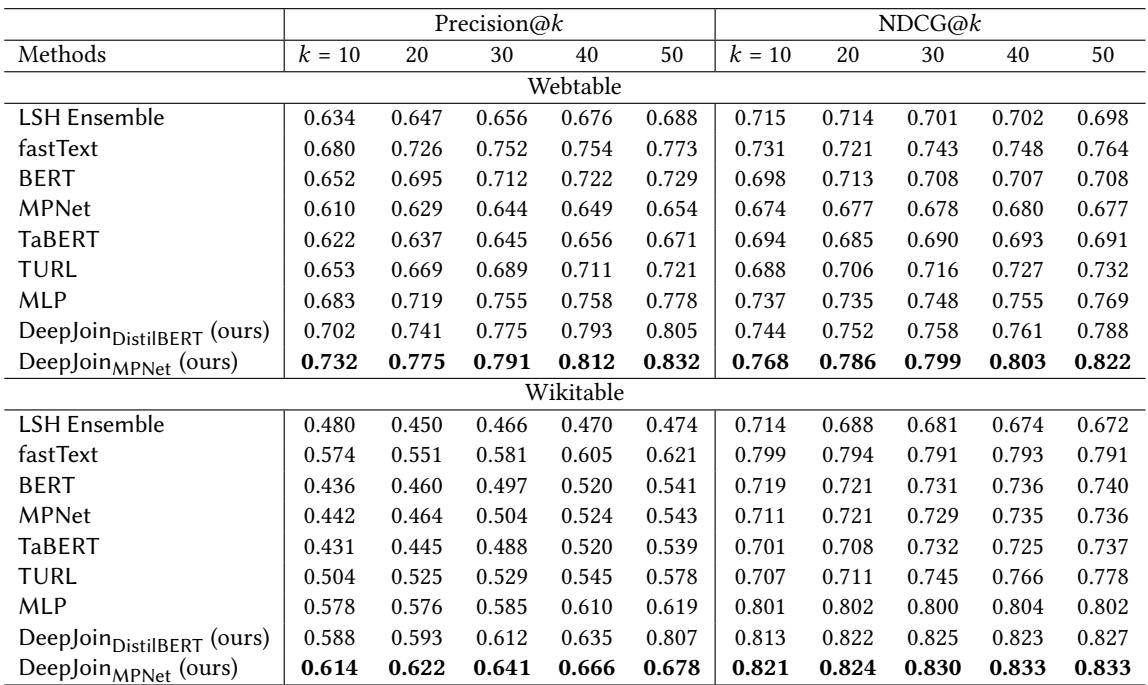 Precision@k NDCG@k
Methods k = 10 20 30 40 50 k = 10 20 30 40 50
Webtable
LSH Ensemble 0.634 0.647 0.656 0.676 0.688 0.715 0.714 0.701 0.702 0.698
fastText 0.680 0.726 0.752 0.754 0.773 0.731 0.721 0.743 0.748 0.764
BERT 0.652 0.695 0.712 0.722 0.729 0.698 0.713 0.708 0.707 0.708
MPNet 0.610 0.629 0.644 0.649 0.654 0.674 0.677 0.678 0.680 0.677
TaBERT 0.622 0.637 0.645 0.656 0.671 0.694 0.685 0.690 0.693 0.691
TURL 0.653 0.669 0.689 0.711 0.721 0.688 0.706 0.716 0.727 0.732
MLP 0.683 0.719 0.755 0.758 0.778 0.737 0.735 0.748 0.755 0.769
DeepJoinDistilBERT (ours) 0.702 0.741 0.775 0.793 0.805 0.744 0.752 0.758 0.761 0.788
DeepJoinMPNet (ours) 0.732 0.775 0.791 0.812 0.832 0.768 0.786 0.799 0.803 0.822
Wikitable
LSH Ensemble 0.480 0.450 0.466 0.470 0.474 0.714 0.688 0.681 0.674 0.672
fastText 0.574 0.551 0.581 0.605 0.621 0.799 0.794 0.791 0.793 0.791
BERT 0.436 0.460 0.497 0.520 0.541 0.719 0.721 0.731 0.736 0.740
MPNet 0.442 0.464 0.504 0.524 0.543 0.711 0.721 0.729 0.735 0.736
TaBERT 0.431 0.445 0.488 0.520 0.539 0.701 0.708 0.732 0.725 0.737
TURL 0.504 0.525 0.529 0.545 0.578 0.707 0.711 0.745 0.766 0.778
MLP 0.578 0.576 0.585 0.610 0.619 0.801 0.802 0.800 0.804 0.802
DeepJoinDistilBERT (ours) 0.588 0.593 0.612 0.635 0.807 0.813 0.822 0.825 0.823 0.827
DeepJoinMPNet (ours) 0.614 0.622 0.641 0.666 0.678 0.821 0.824 0.830 0.833 0.833